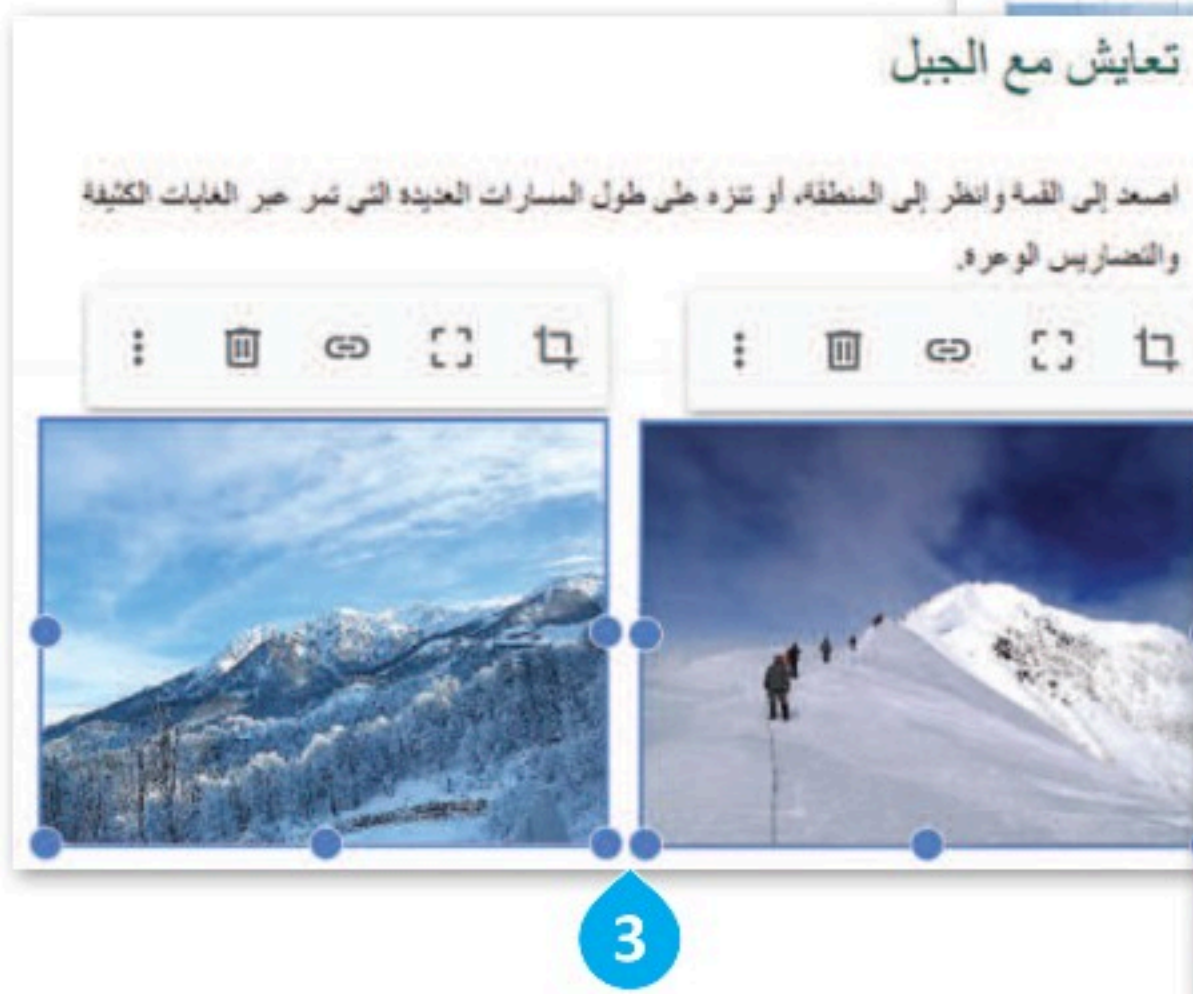 تعايش مع الجبل
اصعد إلى القمة وانظر إلى المنطقة، أو تنزه على طول المسارات العديدة التي تمر عبر الغابات الكثيفة
والتضاريس الوعرة.
3